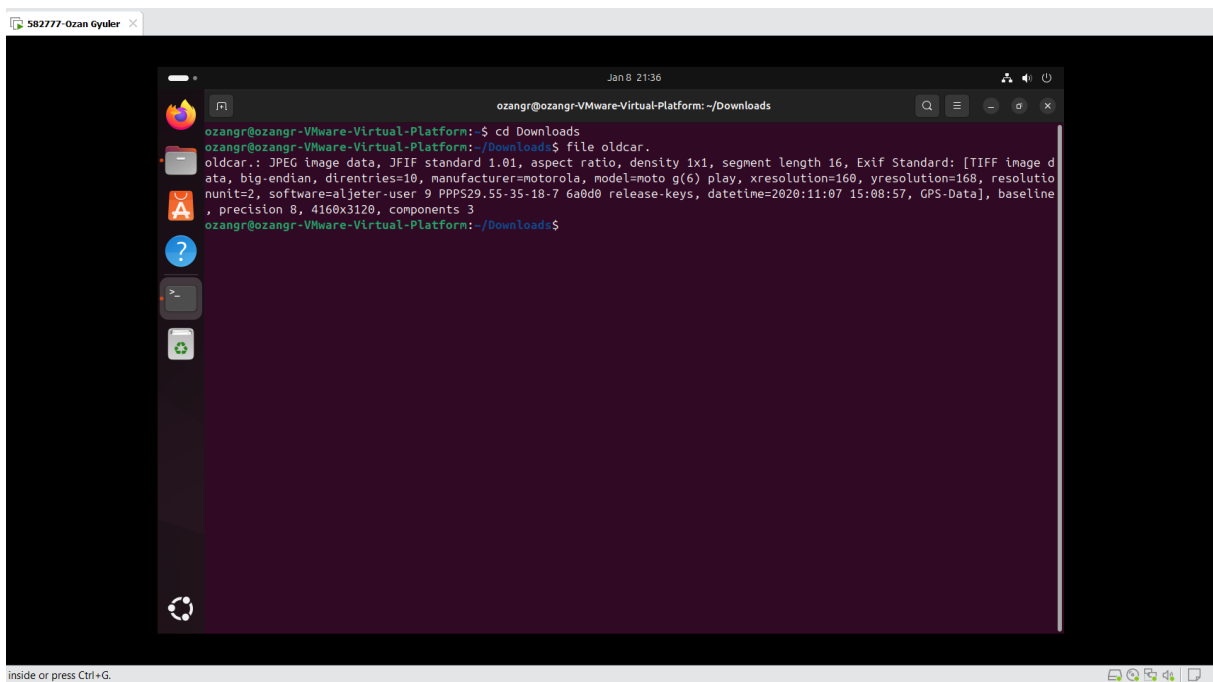 582777-Ozan Gyuler
Jan 8 21:36
ozangr@ozangr-VMware-Virtual-Platform: ~/Downloads
ozangr@ozangr-VMware-Virtual-Platform:~$ cd Downloads
ozangr@ozangr-VMware-Virtual-Platform:~/Downloads$ file oldcar.
oldcar.: JPEG image data, JFIF standard 1.01, aspect ratio, density 1x1, segment length 16, Exif Standard: [TIFF image d
ata, big-endian, direntries=10, manufacturer=motorola, model=moto g(6) play, xresolution=160, yresolution=168, resolutio
nunit=2, software=aljeter-user 9 PPPS29.55-35-18-7 6a0d0 release-keys, datetime=2020:11:07 15:08:57, GPS-Data], baseline
, precision 8, 4160x3120, components 3
ozangr@ozangr-VMware-Virtual-Platform:~/Downloads$
inside or press Ctrl+G.